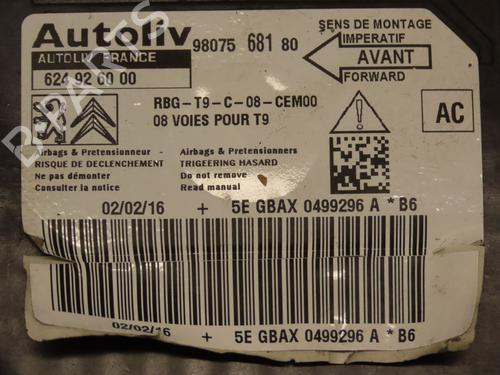 Autoliv
AUTOLIV FRANCE
624 92 60 00
98075 681 80
SENS DE MONTAGE
IMPERATIF
AVANT
FORWARD
RBG-T9-C-08-CEM00
08 VOIES POUR T9
AC
Airbags & Pretensionneur -
RISQUE DE DECLENCHEMENT
Ne pas démonter
Consulter la notice
Airbags & Pretensionners
TRIGEERING HASARD
Do not remove
Read manual
02/02/16 + 5E GBAX 0499296 A * B6
02/02/16 + 5E GBAX 0499296 A * B6